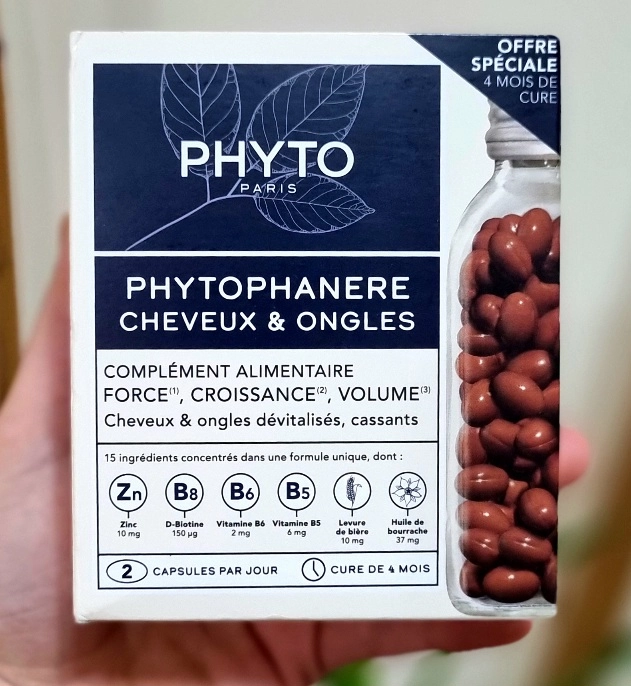 OFFRE
SPÉCIALE
4 MOIS DE
CURE
PHYTO
PARIS
PHYTOPHANERE
CHEVEUX & ONGLES
COMPLÉMENT ALIMENTAIRE
FORCE(1), CROISSANCE(2), VOLUME(3)
Cheveux & ongles dévitalisés, cassants
15 ingrédients concentrés dans une formule unique, dont :
Zn B8 B6 B5
Zinc D-Biotine Vitamine B6 Vitamine B5 Levure Huile de
de bière bourrache
10 mg 150 µg 2 mg 6 mg 10 mg 37 mg
2 CAPSULES PAR JOUR CURE DE 4 MOIS